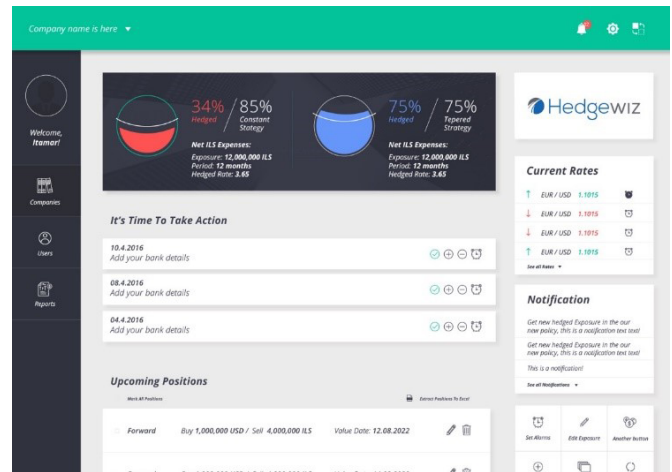 Company name is here
Welcome,
Itamar!
Companies
Users
Reports
34% / 85%
Hedged Constant
Stategy
Net ILS Expenses:
Exposure: 12,000,000 ILS
Period: 12 months
Hedged Rate: 3.65
75% / 75%
Hedged Tapered
Strategy
Net ILS Expenses:
Exposure: 12,000,000 ILS
Period: 12 months
Hedged Rate: 3.65
It's Time To Take Action
10.4.2016
Add your bank details
08.4.2016
Add your bank details
04.4.2016
Add your bank details
Upcoming Positions
Mark All Positions
Extract Positions To Excel
Forward Buy 1,000,000 USD / Sell 4,000,000 ILS Value Date: 12.08.2022
Hedgewiz
Current Rates
EUR / USD 1.1015
EUR / USD 1.1015
EUR / USD 1.1015
EUR / USD 1.1015
See all Rates
Notification
Get new hedged Exposure in the our
new policy, this is a notification text text!
Get new hedged Exposure in the our
new policy, this is a notification text text!
This is a notification!
See all Notifications
Set Alarms
Edit Exposure
Another Button